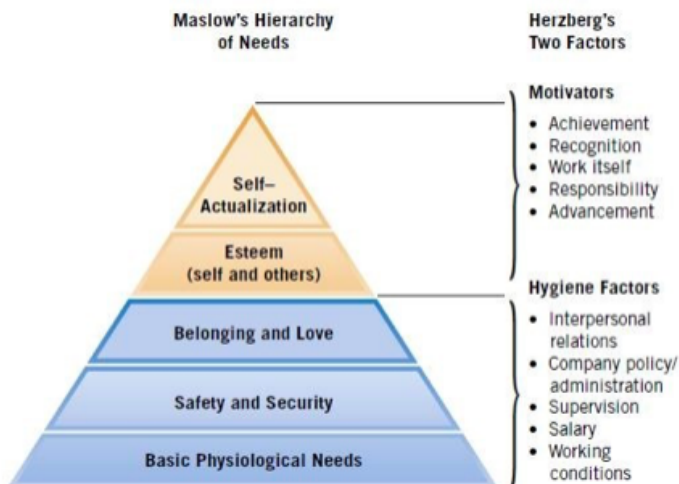 Maslow's Hierarchy
of Needs
Self–
Actualization
Esteem
(self and others)
Belonging and Love
Safety and Security
Basic Physiological Needs
Herzberg's
Two Factors
Motivators
• Achievement
• Recognition
• Work itself
• Responsibility
• Advancement
Hygiene Factors
• Interpersonal
relations
• Company policy/
administration
• Supervision
• Salary
• Working
conditions